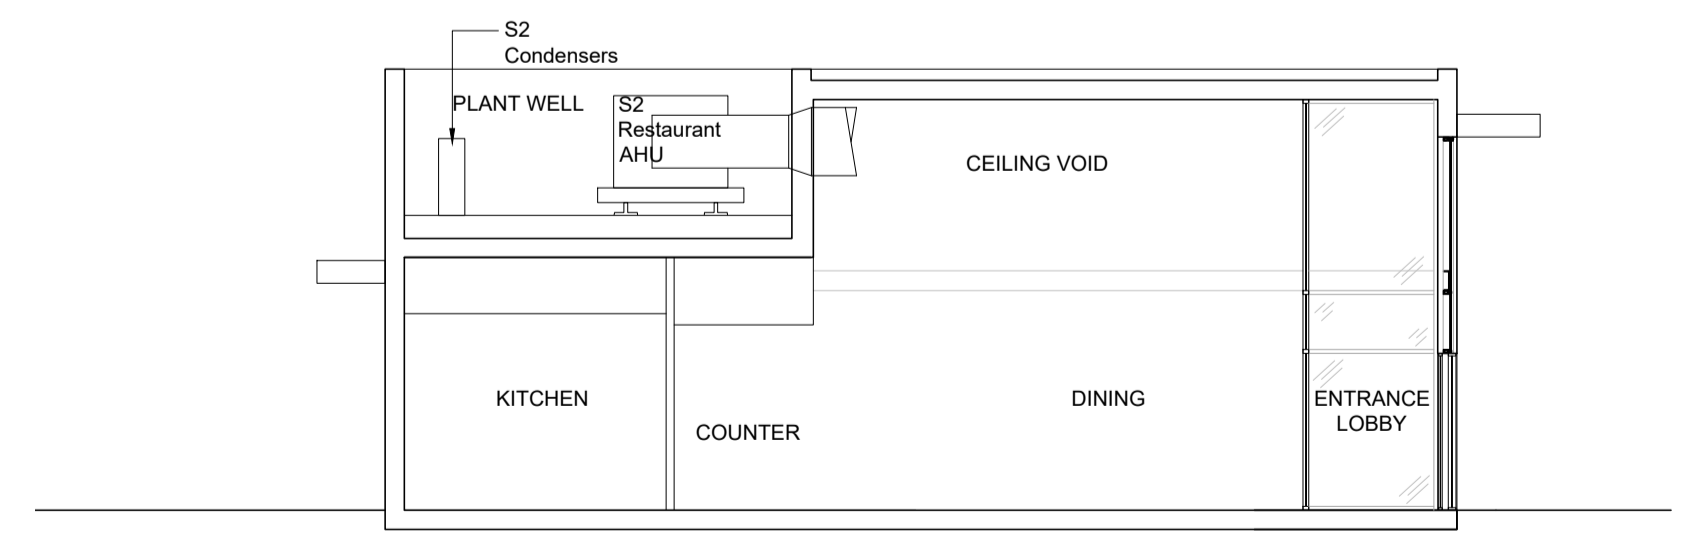 S2
Condensers
PLANT WELL
S2
Restaurant
AHU
CEILING VOID
KITCHEN
COUNTER
DINING
ENTRANCE
LOBBY